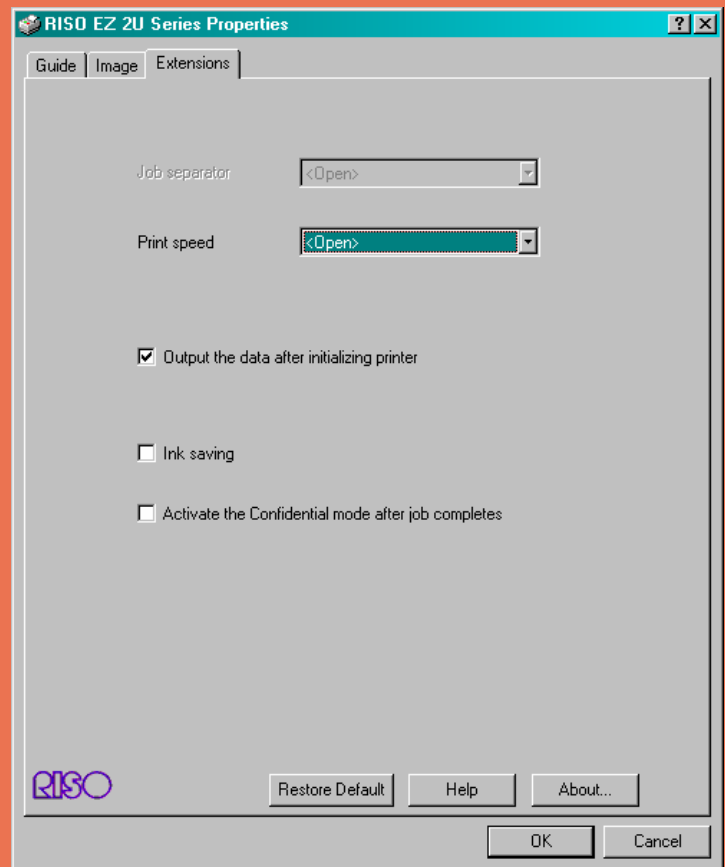 RISO EZ 2U Series Properties
Guide Image Extensions
Job separator <Open>
Print speed <Open>
Output the data after initializing printer
Ink saving
Activate the Confidential mode after job completes
RISO Restore Default Help About...
OK Cancel